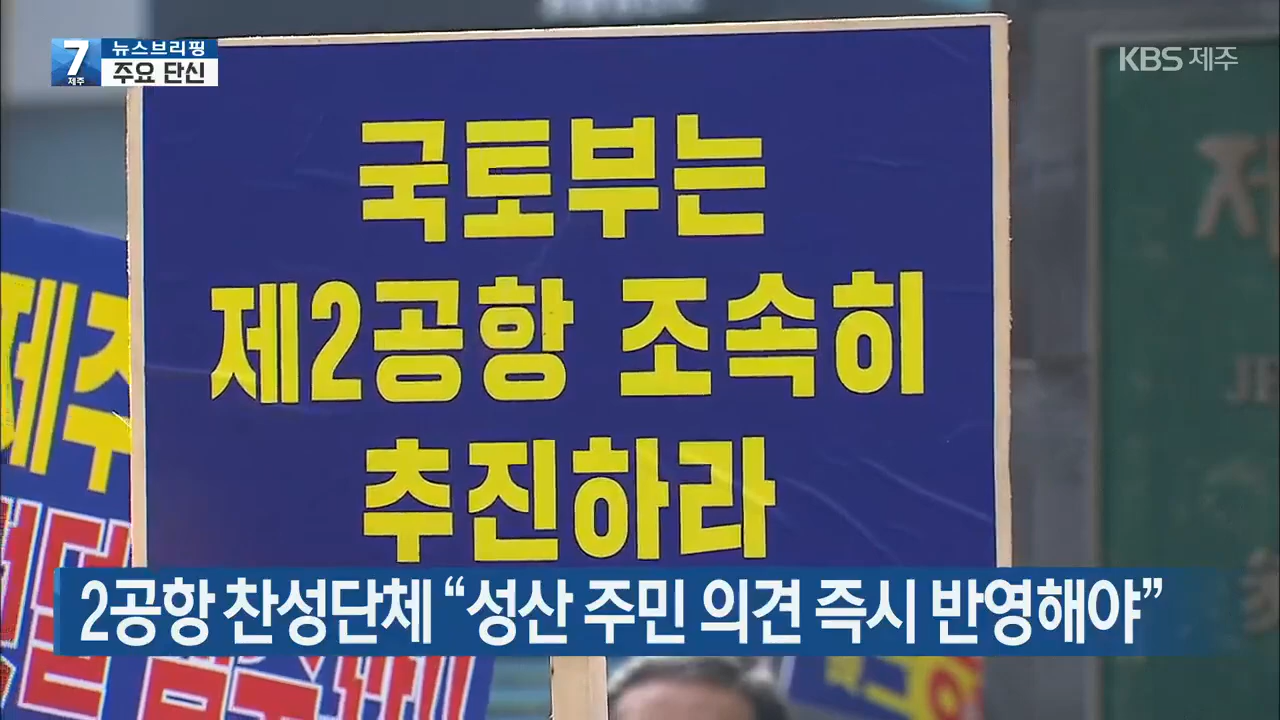 7
제주
뉴스브리핑
주요 단신
KBS 제주
국토부는
제2공항 조속히
추진하라
제주
2공항 찬성단체 “성산 주민 의견 즉시 반영해야”